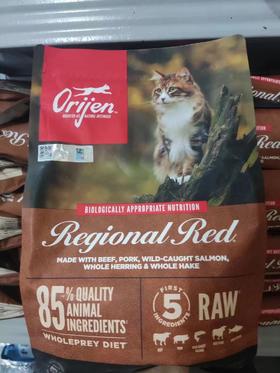 Orijen
BIOLOGICALLY APPROPRIATE NUTRITION
Regional Red
MADE WITH BEEF, PORK, WILD-CAUGHT SALMON,
WHOLE HERRING & WHOLE HAKE
85% QUALITY
ANIMAL
INGREDIENTS
WHOLEPREY DIET
FIRST
5
INGREDIENTS
RAW